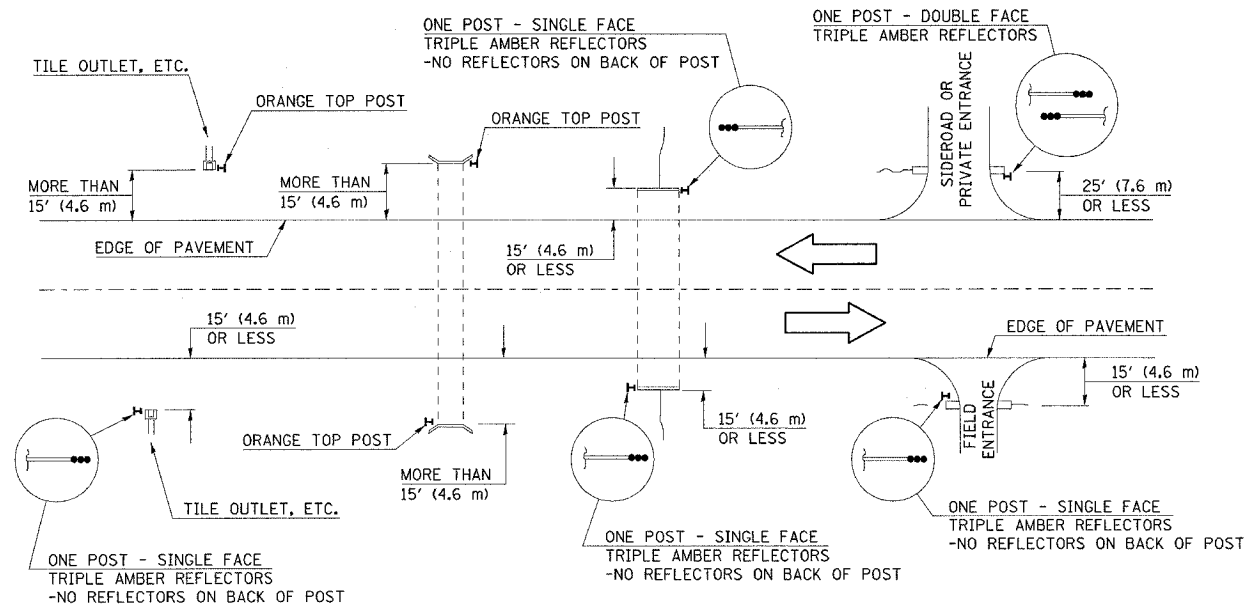 ONE POST - SINGLE FACE
TRIPLE AMBER REFLECTORS
-NO REFLECTORS ON BACK OF POST
ONE POST - DOUBLE FACE
TRIPLE AMBER REFLECTORS
TILE OUTLET, ETC.
ORANGE TOP POST
ORANGE TOP POST
SIDEROAD OR
PRIVATE ENTRANCE
MORE THAN
15' (4.6 m)
MORE THAN
15' (4.6 m)
25' (7.6 m)
OR LESS
EDGE OF PAVEMENT
15' (4.6 m)
OR LESS
15' (4.6 m)
OR LESS
EDGE OF PAVEMENT
15' (4.6 m)
OR LESS
FIELD
ENTRANCE
15' (4.6 m)
OR LESS
ORANGE TOP POST
MORE THAN
15' (4.6 m)
TILE OUTLET, ETC.
ONE POST - SINGLE FACE
TRIPLE AMBER REFLECTORS
-NO REFLECTORS ON BACK OF POST
ONE POST - SINGLE FACE
TRIPLE AMBER REFLECTORS
-NO REFLECTORS ON BACK OF POST
ONE POST - SINGLE FACE
TRIPLE AMBER REFLECTORS
-NO REFLECTORS ON BACK OF POST